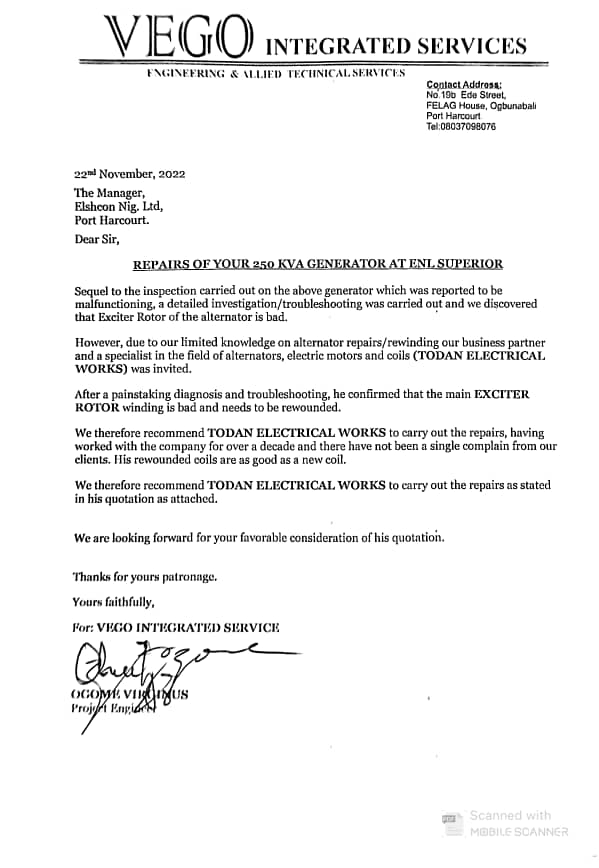 VEGO INTEGRATED SERVICES
ENGINEERING & ALLIED TECHNICAL SERVICES
Contact Address:
No.19b Ede Street,
FELAG House, Ogbunabali
Port Harcourt
Tel:08037098076
22nd November, 2022
The Manager,
Elshcon Nig. Ltd,
Port Harcourt.
Dear Sir,
REPAIRS OF YOUR 250 KVA GENERATOR AT ENL SUPERIOR
Sequel to the inspection carried out on the above generator which was reported to be
malfunctioning, a detailed investigation/troubleshooting was carried out and we discovered
that Exciter Rotor of the alternator is bad.
However, due to our limited knowledge on alternator repairs/rewinding our business partner
and a specialist in the field of alternators, electric motors and coils (TODAN ELECTRICAL
WORKS) was invited.
After a painstaking diagnosis and troubleshooting, he confirmed that the main EXCITER
ROTOR winding is bad and needs to be rewounded.
We therefore recommend TODAN ELECTRICAL WORKS to carry out the repairs, having
worked with the company for over a decade and there have not been a single complain from our
clients. His rewounded coils are as good as a new coil.
We therefore recommend TODAN ELECTRICAL WORKS to carry out the repairs as stated
in his quotation as attached.
We are looking forward for your favorable consideration of his quotation.
Thanks for yours patronage.
Yours faithfully,
For: VEGO INTEGRATED SERVICE
OGOME
Project Engineer
PDF
Scanned with
MOBILE SCANNER